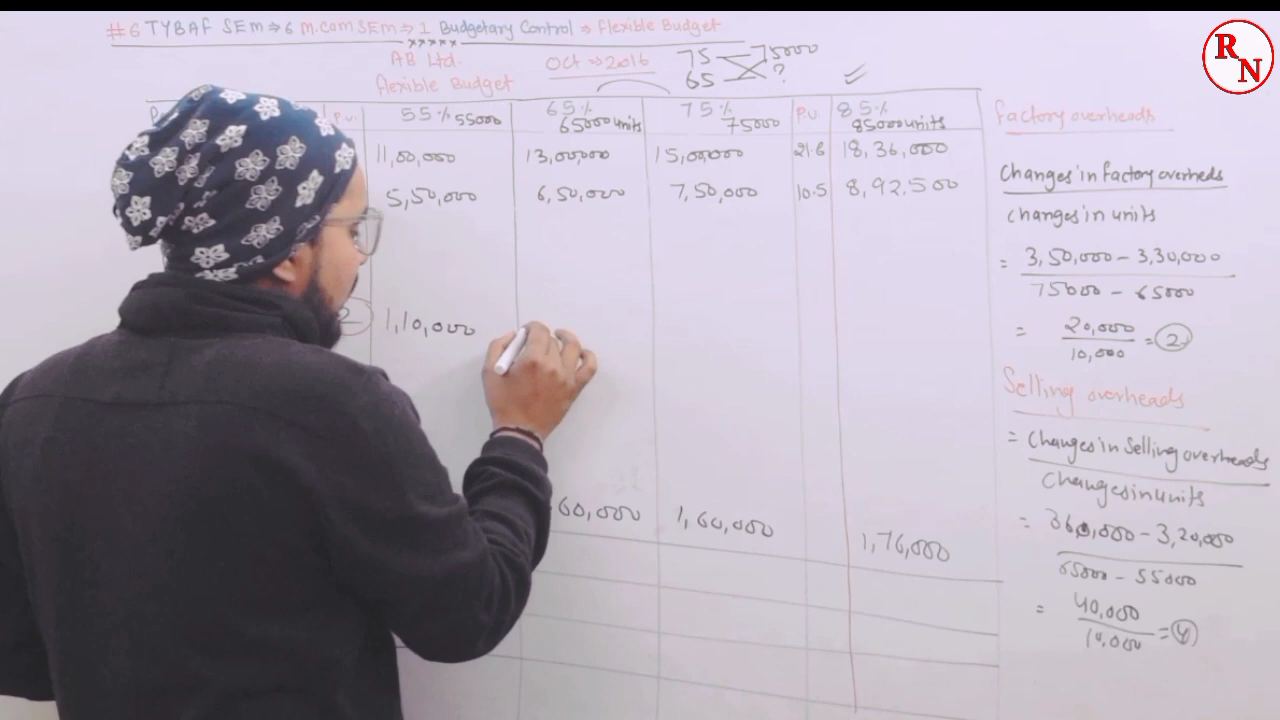 #6 TYBAF SEM ⇒ 6 M.COM SEM ⇒ 1 Budgetary Control ⇒ Flexible Budget
×××××
AB Ltd. Oct → 2016 75 75000
flexible Budget 65 ?
P.U. 55% 55000 65% 65000 units 75% 75000 P.U. 85% 85000 units
11,00,000 13,00,000 15,00,000 21.6 18,36,000
5,50,000 6,50,000 7,50,000 10.5 8,92,500
2 1,10,000
60,000 1,60,000 1,76,000
RN
Factory overheads
Changes in factory overheds
Changes in units
= 3,50,000 - 3,30,000
75000 - 65000
= 20,000
10,000
= 2
Selling overheads
= Changes in Selling overheads
Changes in units
= 360,000 - 3,20,000
65000 - 55000
= 40,000
10,000
= 4